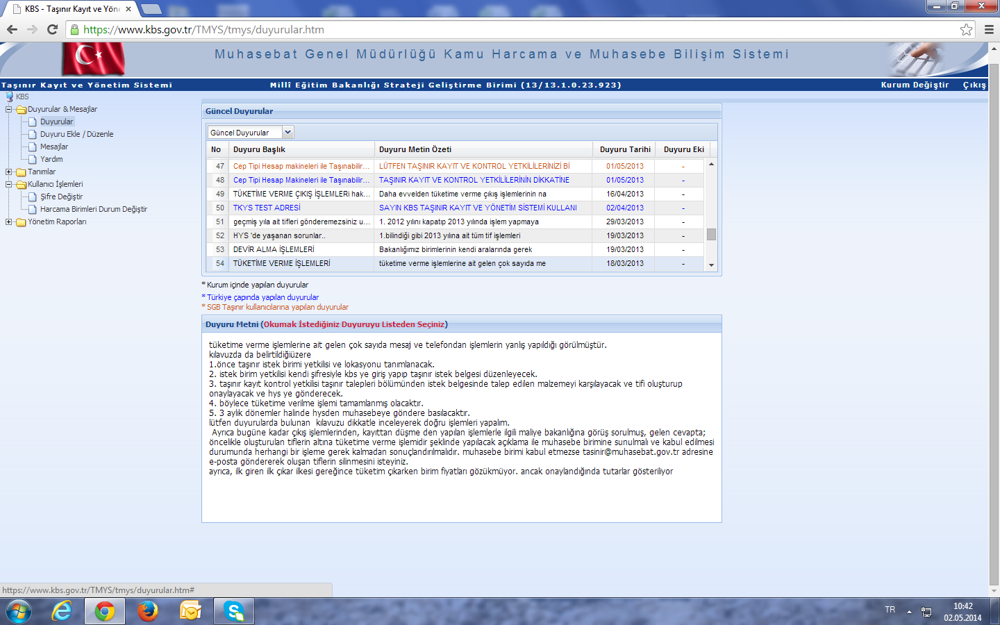 KBS - Taşınır Kayıt ve Yön
https://www.kbs.gov.tr/TMYS/tmys/duyurular.htm
Muhasebat Genel Müdürlüğü Kamu Harcama ve Muhasebe Bilişim Sistemi
Taşınır Kayıt ve Yönetim Sistemi
Millî Eğitim Bakanlığı Strateji Geliştirme Birimi (13/13.1.0.23.923)
Kurum Değiştir Çıkış
KBS
Duyurular & Mesajlar
Duyurular
Duyuru Ekle / Düzenle
Mesajlar
Yardım
Tanımlar
Kullanıcı İşlemleri
Şifre Değiştir
Harcama Birimleri Durum Değiştir
Yönetim Raporları
Güncel Duyurular
Güncel Duyurular
No Duyuru Başlık Duyuru Metin Özeti Duyuru Tarihi Duyuru Eki
47 Cep Tipi Hesap makineleri ile Taşınabilir... LÜTFEN TAŞINIR KAYIT VE KONTROL YETKİLİLERİNİZİ Bİ 01/05/2013 -
48 Cep Tipi Hesap Makineleri ile Taşınabilir... TAŞINIR KAYIT VE KONTROL YETKİLİLERİNİN DİKKATİNE 01/05/2013 -
49 TÜKETİME VERME ÇIKIŞ İŞLEMLERi hak... Daha evvelden tüketime verme çıkış işlemlerinin na 16/04/2013 -
50 TKYS TEST ADRESİ SAYIN KBS TAŞINIR KAYIT VE YÖNETİM SİSTEMİ KULLANI 02/04/2013 -
51 geçmiş yıla ait tifleri gönderemezsiniz u... 1. 2012 yılını kapatıp 2013 yılında işlem yapmaya 29/03/2013 -
52 HYS 'de yaşanan sorunlar.. 1.bilindiği gibi 2013 yılına ait tüm tif işlemleri 19/03/2013 -
53 DEVİR ALMA İŞLEMLERİ Bakanlığımız birimlerinin kendi aralarında gerek 19/03/2013 -
54 TÜKETİME VERME İŞLEMLERİ tüketime verme işlemlerine ait gelen çok sayıda me 18/03/2013 -
* Kurum içinde yapılan duyurular
* Türkiye çapında yapılan duyurular
* SGB Taşınır kullanıcılarına yapılan duyurular
Duyuru Metni (Okumak İstediğiniz Duyuruyu Listeden Seçiniz)
tüketime verme işlemlerine ait gelen çok sayıda mesaj ve telefondan işlemlerin yanlış yapıldığı görülmüştür.
kılavuzda da belirtildiğiüzere
1.önce taşınır istek birimi yetkilisi ve lokasyonu tanımlanacak.
2. istek birim yetkilisi kendi şifresiyle kbs ye giriş yapıp taşınır istek belgesi düzenleyecek.
3. taşınır kayıt kontrol yetkilisi taşınır talepleri bölümünden istek belgesinde talep edilen malzemeyi karşılayacak ve tifi oluşturup
onaylayacak ve hys ye gönderecek.
4. böylece tüketime verilme işlemi tamamlanmış olacaktır.
5. 3 aylık dönemler halinde hysden muhasebeye göndere basılacaktır.
lütfen duyurularda bulunan kılavuzu dikkatle inceleyerek doğru işlemleri yapalım.
Ayrıca bugüne kadar çıkış işlemlerinden, kayıttan düşme den yapılan işlemlerle ilgili maliye bakanlığına görüş sorulmuş, gelen cevapta;
öncelikle oluşturulan tiflerin altına tüketime verme işlemidir şeklinde yapılacak açıklama ile muhasebe birimine sunulmalı ve kabul edilmesi
durumunda herhangi bir işleme gerek kalmadan sonuçlandırılmalıdır. muhasebe birimi kabul etmezse tasinir@muhasebat.gov.tr adresine
e-posta göndererek oluşan tiflerin silinmesini isteyiniz.
ayrıca, ilk giren ilk çıkar ilkesi gereğince tüketim çıkarken birim fiyatları gözükmüyor. ancak onaylandığında tutarlar gösteriliyor
https://www.kbs.gov.tr/TMYS/tmys/duyurular.htm#
TR
10:42
02.05.2014